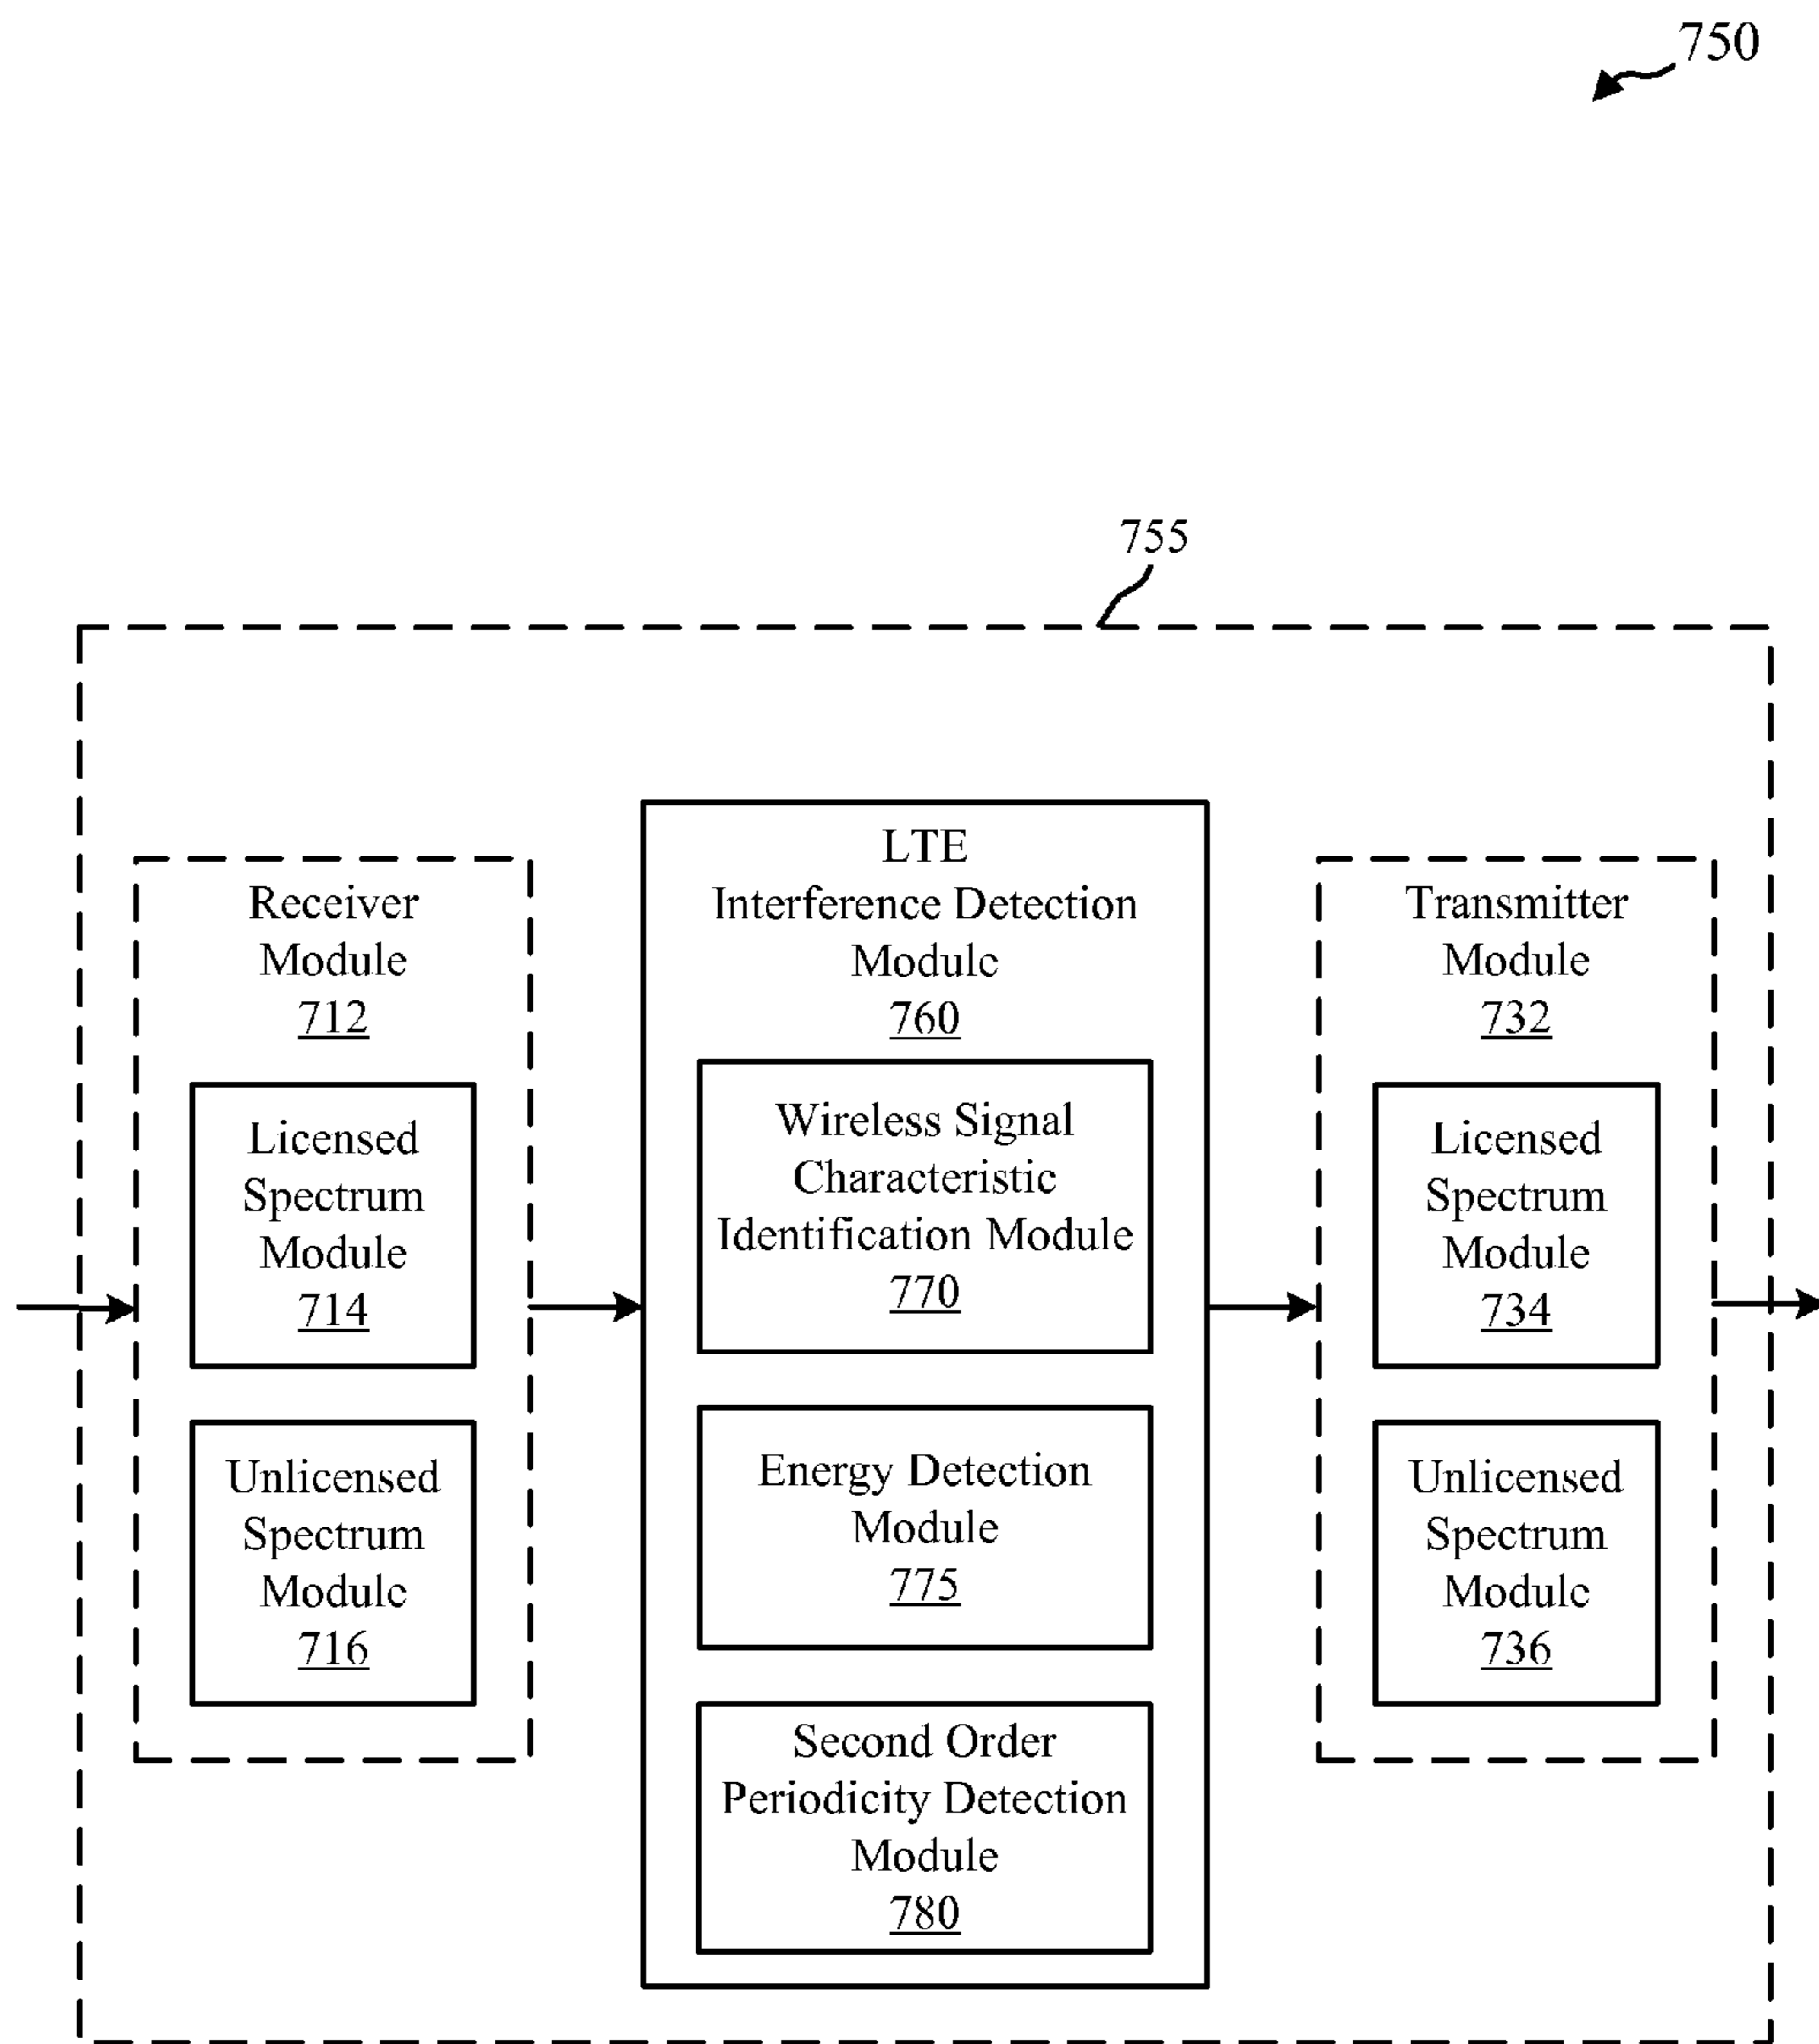 750
755
Receiver
Module
712
Licensed
Spectrum
Module
714
Unlicensed
Spectrum
Module
716
LTE
Interference Detection
Module
760
Wireless Signal
Characteristic
Identification Module
770
Energy Detection
Module
775
Second Order
Periodicity Detection
Module
780
Transmitter
Module
732
Licensed
Spectrum
Module
734
Unlicensed
Spectrum
Module
736